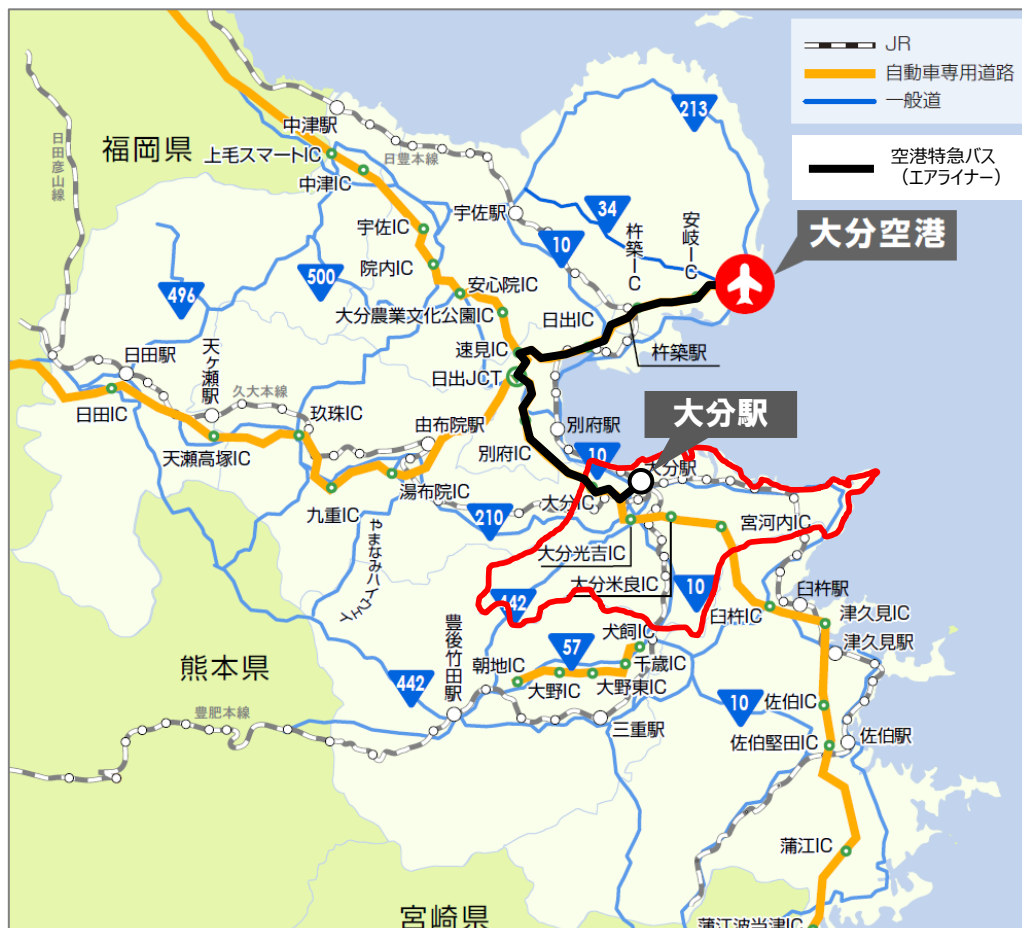 JR
自動車専用道路
一般道
空港特急バス
（エアライナー）
福岡県
日田彦山線
中津駅
上毛スマートIC
中津IC
日豊本線
213
宇佐駅
34
宇佐IC
10
杵築IC
安岐IC
大分空港
院内IC
500
496
安心院IC
大分農業文化公園IC
日出IC
速見IC
杵築駅
日出JCT
日田駅
天ヶ瀬駅
久大本線
玖珠IC
日田IC
由布院駅
別府駅
大分駅
天瀬高塚IC
別府IC
10
大分駅
湯布院IC
九重IC
大分IC
210
宮河内IC
やまなみハイウェイ
大分光吉IC
大分米良IC
10
442
臼杵駅
臼杵IC
津久見IC
犬飼IC
津久見駅
豊後竹田駅
57
千歳IC
朝地IC
熊本県
442
大野IC
大野東IC
10
佐伯IC
豊肥本線
三重駅
佐伯堅田IC
佐伯駅
蒲江IC
宮崎県
蒲江波当津IC